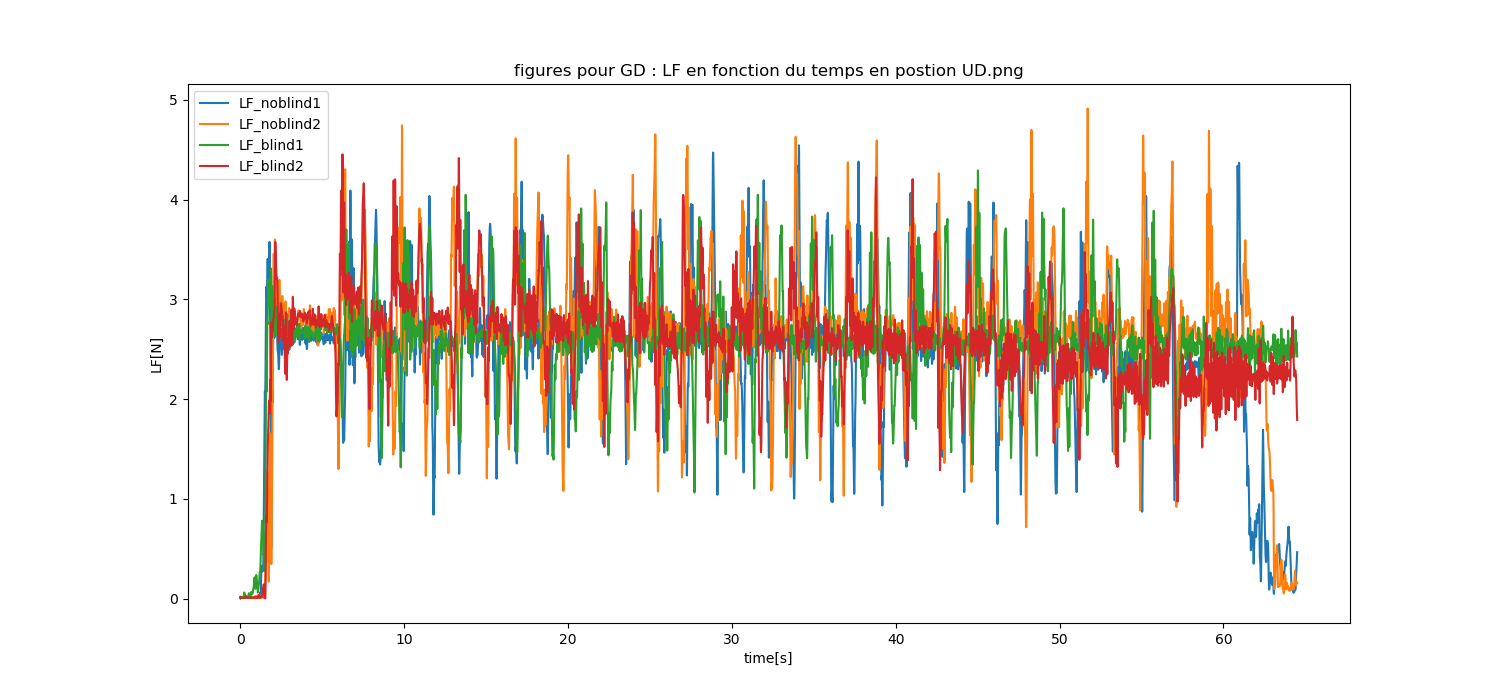 figures pour GD : LF en fonction du temps en postion UD.png
LF_noblind1
LF_noblind2
LF_blind1
LF_blind2
5
4
3
2
1
0
LF[N]
0 10 20 30 40 50 60
time[s]